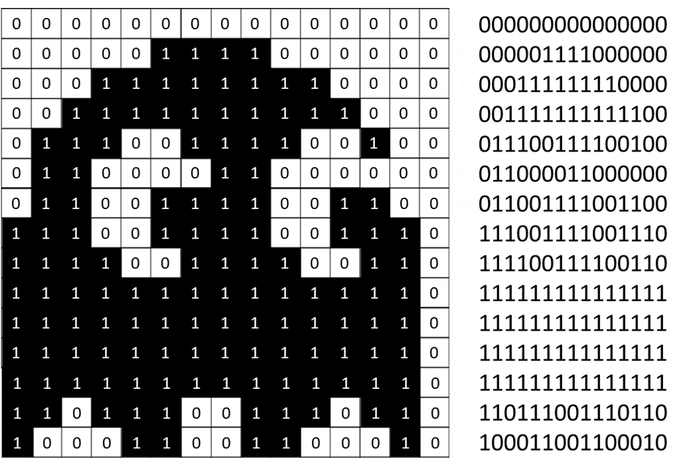 0 0 0 0 0 0 0 0 0 0 0 0 0 0 0 000000000000000
0 0 0 0 0 1 1 1 1 0 0 0 0 0 0 000001111000000
0 0 0 1 1 1 1 1 1 1 1 0 0 0 0 000111111110000
0 0 1 1 1 1 1 1 1 1 1 1 0 0 0 001111111111100
0 1 1 1 0 0 1 1 1 1 0 0 1 0 0 011100111100100
0 1 1 0 0 0 0 1 1 0 0 0 0 0 0 011000011000000
0 1 1 0 0 1 1 1 1 0 0 1 1 0 0 011001111001100
1 1 1 0 0 1 1 1 1 0 0 1 1 1 0 111001111001110
1 1 1 1 0 0 1 1 1 1 0 0 1 1 0 111100111100110
1 1 1 1 1 1 1 1 1 1 1 1 1 1 0 111111111111111
1 1 1 1 1 1 1 1 1 1 1 1 1 1 0 111111111111111
1 1 1 1 1 1 1 1 1 1 1 1 1 1 0 111111111111111
1 1 1 1 1 1 1 1 1 1 1 1 1 1 0 111111111111111
1 1 0 1 1 1 0 0 1 1 1 0 1 1 0 110111001110110
1 0 0 0 1 1 0 0 1 1 0 0 0 1 0 100011001100010